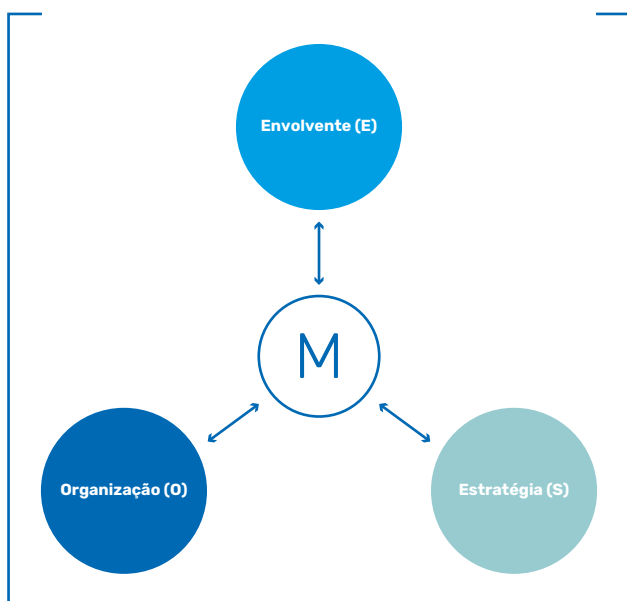 Envolvente (E)
M
Organização (O)
Estratégia (S)